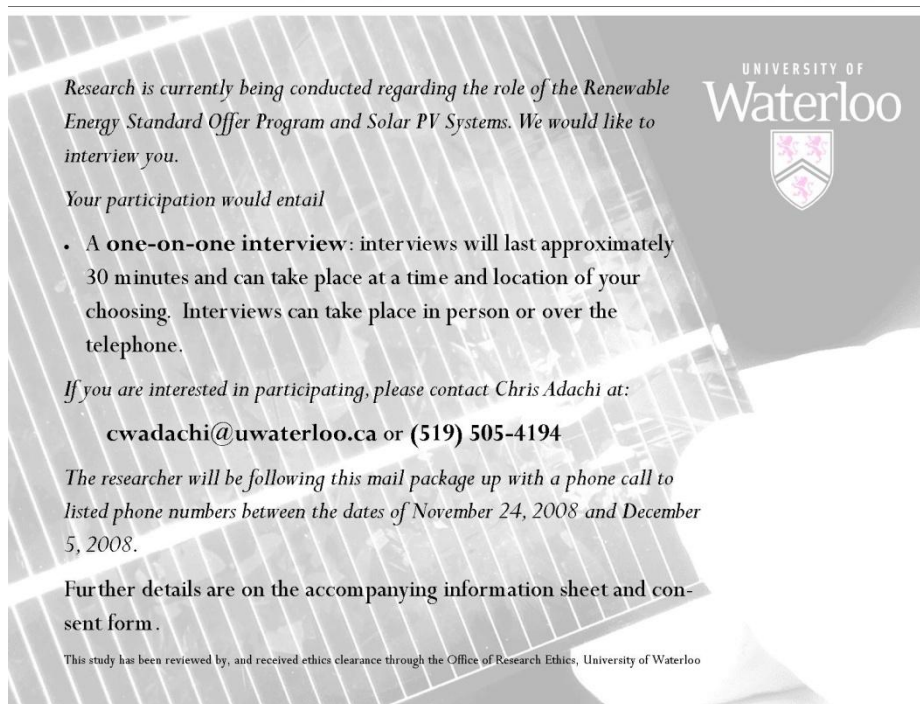 UNIVERSITY OF
Waterloo
Research is currently being conducted regarding the role of the Renewable
Energy Standard Offer Program and Solar PV Systems. We would like to
interview you.
Your participation would entail
• A one-on-one interview: interviews will last approximately
30 minutes and can take place at a time and location of your
choosing. Interviews can take place in person or over the
telephone.
If you are interested in participating, please contact Chris Adachi at:
cwadachi@uwaterloo.ca or (519) 505-4194
The researcher will be following this mail package up with a phone call to
listed phone numbers between the dates of November 24, 2008 and December
5, 2008.
Further details are on the accompanying information sheet and con-
sent form.
This study has been reviewed by, and received ethics clearance through the Office of Research Ethics, University of Waterloo